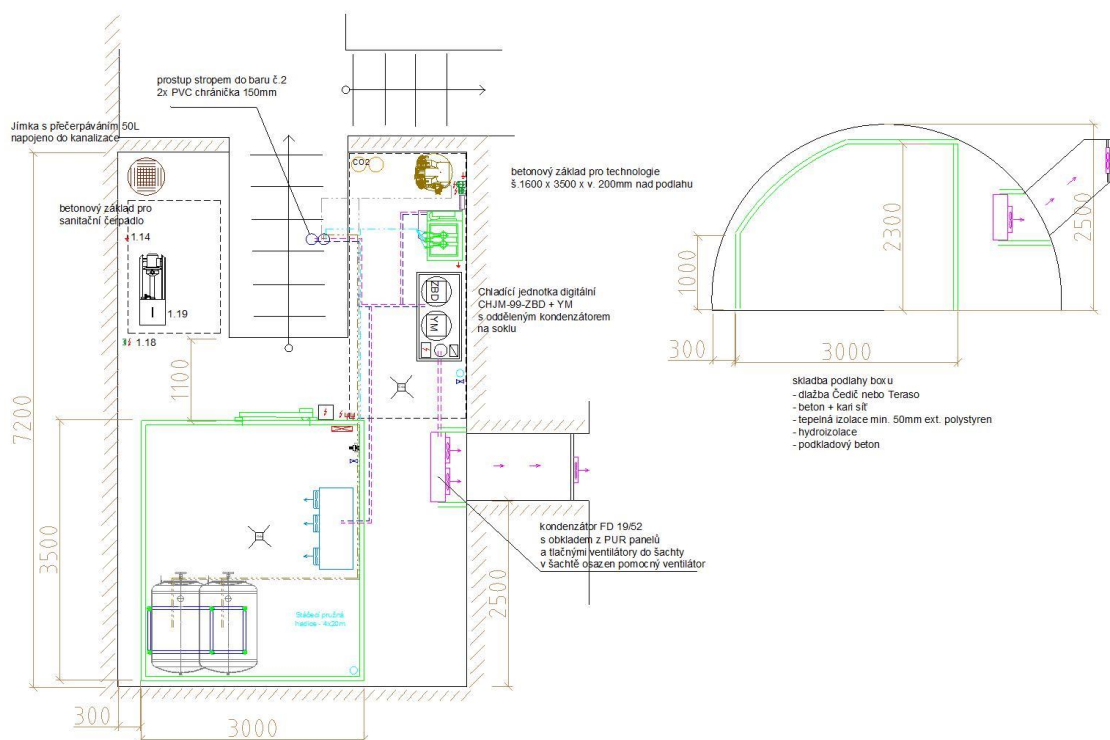 prostup stropem do baru č.2
2x PVC chránička 150mm
Jímka s přečerpáváním 50L
napojeno do kanalizace
CO2
betonový základ pro technologie
š.1600 x 3500 x v. 200mm nad podlahu
betonový základ pro
sanitační čerpadlo
1.14
1.19
1.18
ZBD
YM
Chladící jednotka digitální
CHJM-99-ZBD + YM
s odděleným kondenzátorem
na soklu
1100
7200
3500
300
3000
2500
Stáčecí pružná
hadice - 4x20m
kondenzátor FD 19/52
s obkladem z PUR panelů
a tlačnými ventilátory do šachty
v šachtě osazen pomocný ventilátor
1000
2300
2500
300
3000
skladba podlahy boxu
- dlažba Čedič nebo Teraso
- beton + kari síť
- tepelná izolace min. 50mm ext. polystyren
- hydroizolace
- podkladový beton